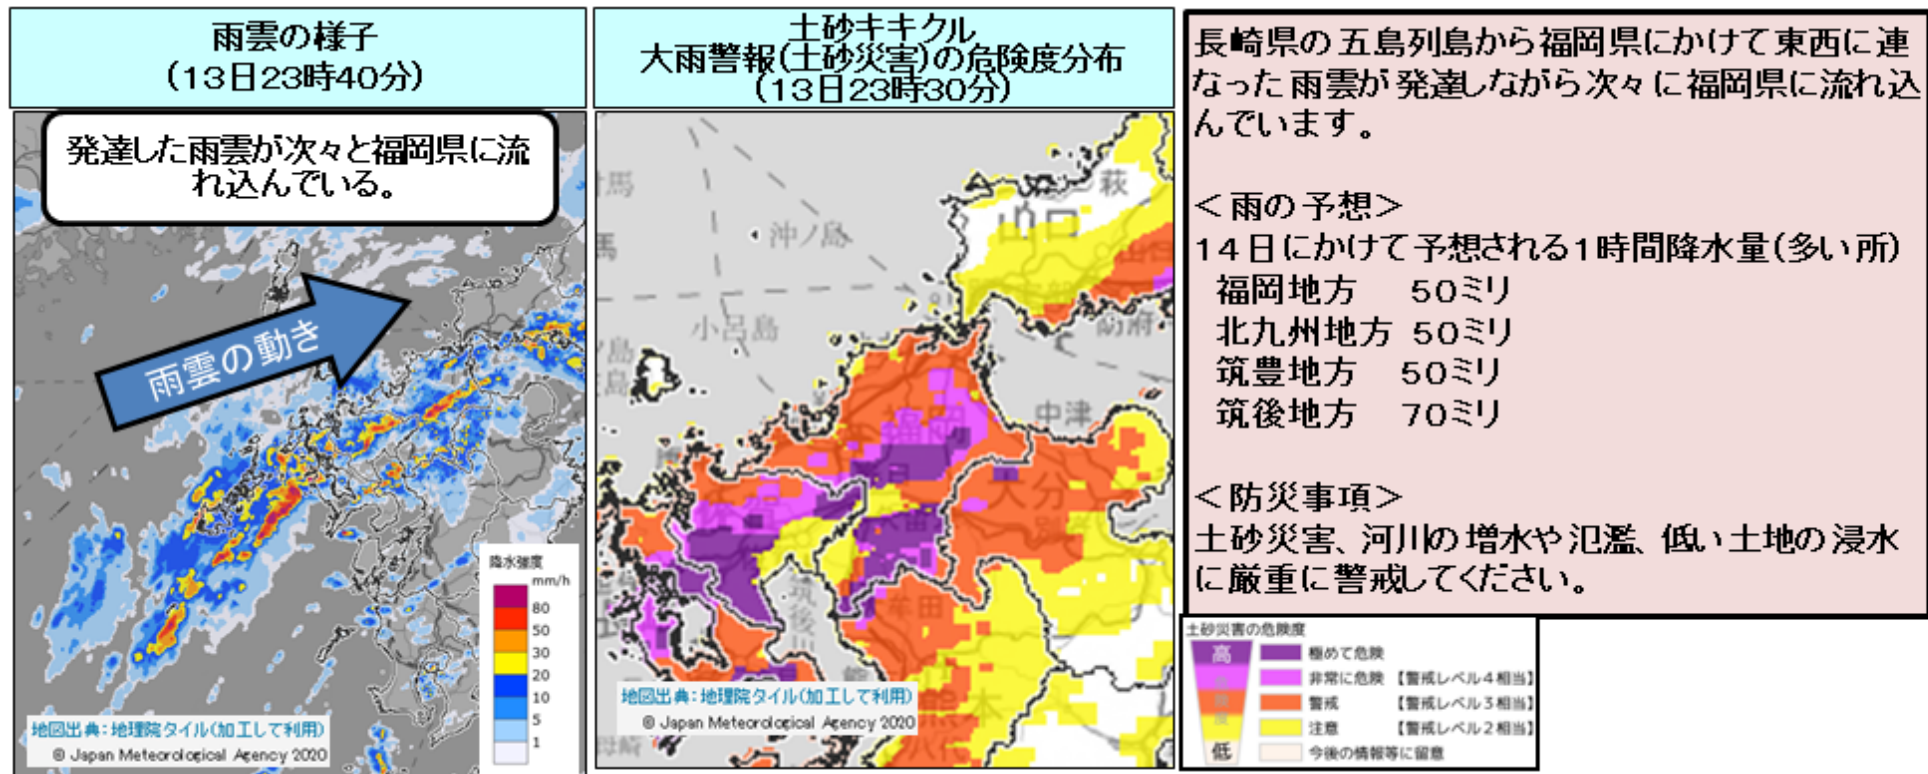 雨雲の様子
(13日23時40分)
発達した雨雲が次々と福岡県に流
れ込んでいる。
雨雲の動き
降水強度
mm/h
80
50
30
20
10
5
1
地図出典:地理院タイル(加工して利用)
© Japan Meteorological Agency 2020
土砂キキクル
大雨警報(土砂災害)の危険度分布
(13日23時30分)
萩
山口
沖ノ島
防府
小呂島
中津
福岡
大分
佐賀
筑後川
地図出典:地理院タイル(加工して利用)
© Japan Meteorological Agency 2020
長崎県の五島列島から福岡県にかけて東西に連
なった雨雲が発達しながら次々に福岡県に流れ込
んでいます。
<雨の予想>
14日にかけて予想される1時間降水量(多い所)
福岡地方 50ミリ
北九州地方 50ミリ
筑豊地方 50ミリ
筑後地方 70ミリ
<防災事項>
土砂災害、河川の増水や氾濫、低い土地の浸水
に厳重に警戒してください。
土砂災害の危険度
高
危険度
低
極めて危険
非常に危険 【警戒レベル4相当】
警戒 【警戒レベル3相当】
注意 【警戒レベル2相当】
今後の情報等に留意